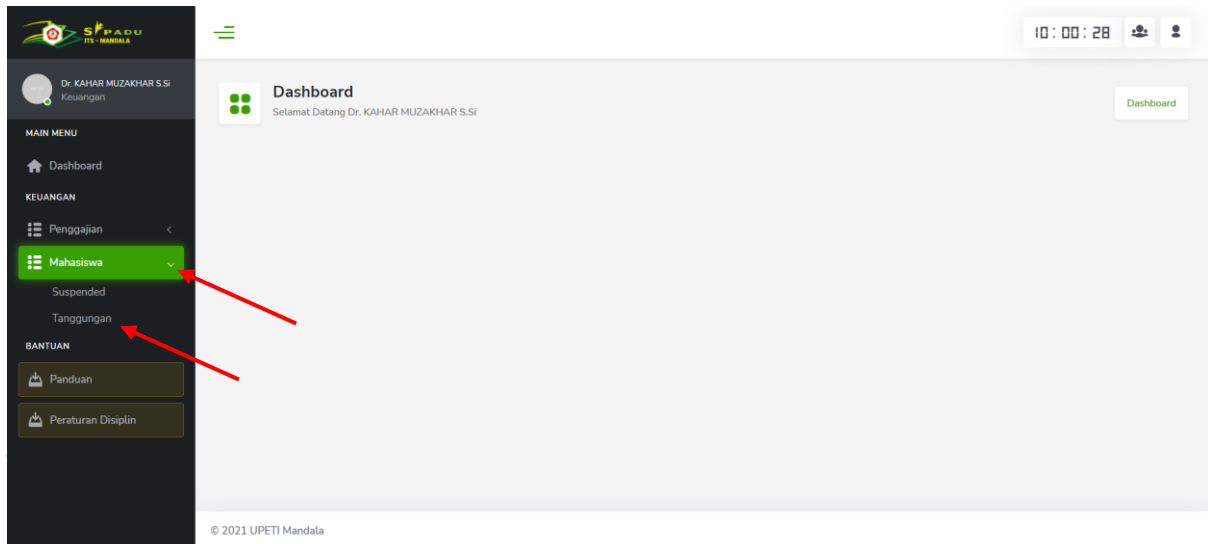 SIPADU
ITS - MANDALA
10:00:28
Dr. KAHAR MUZAKHAR S.Si
Keuangan
Dashboard
Selamat Datang Dr. KAHAR MUZAKHAR S.Si
Dashboard
MAIN MENU
Dashboard
KEUANGAN
Penggajian
Mahasiswa
Suspended
Tanggungan
BANTUAN
Panduan
Peraturan Disiplin
© 2021 UPETI Mandala